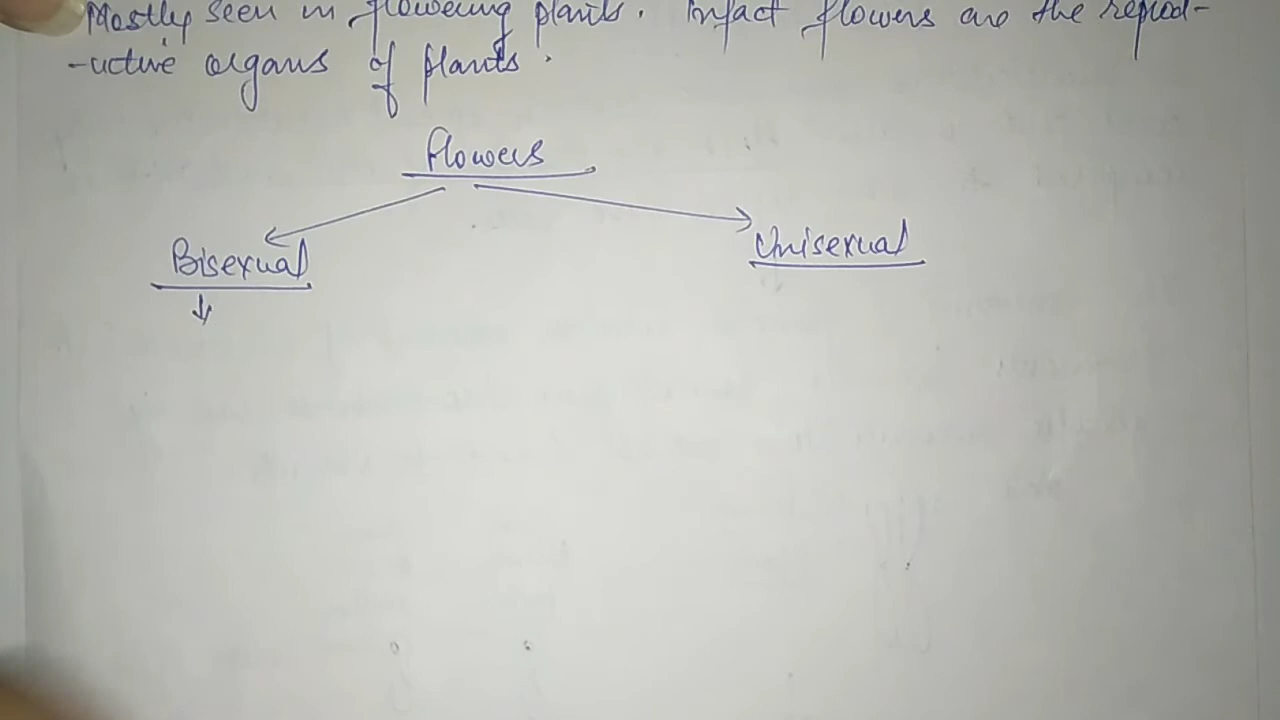 Mostly seen in flowering plants. Infact flowers are the reprod-
-uctive organs of plants.
flowers
Bisexual
Unisexual